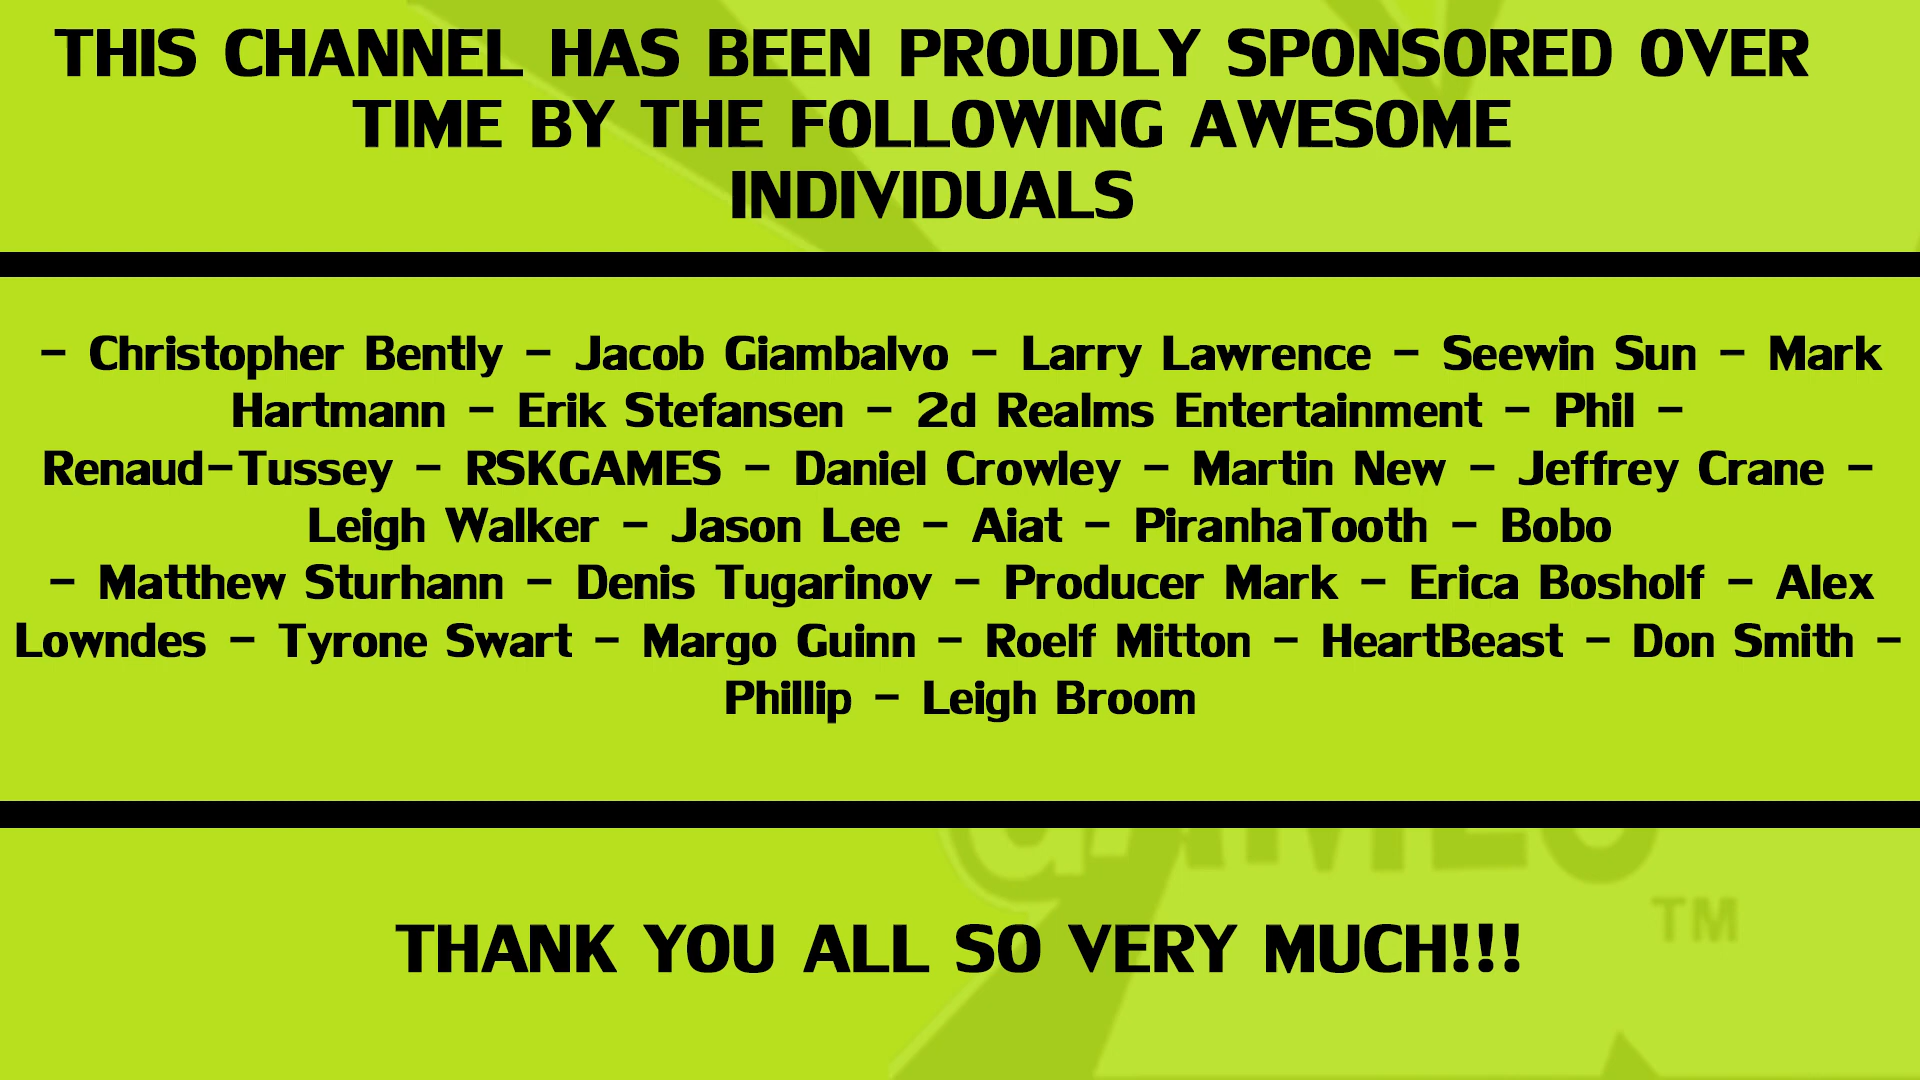 THIS CHANNEL HAS BEEN PROUDLY SPONSORED OVER
TIME BY THE FOLLOWING AWESOME
INDIVIDUALS
- Christopher Bently - Jacob Giambalvo - Larry Lawrence - Seewin Sun - Mark
Hartmann - Erik Stefansen - 2d Realms Entertainment - Phil -
Renaud-Tussey - RSKGAMES - Daniel Crowley - Martin New - Jeffrey Crane -
Leigh Walker - Jason Lee - Aiat - PiranhaTooth - Bobo
- Matthew Sturhann - Denis Tugarinov - Producer Mark - Erica Bosholf - Alex
Lowndes - Tyrone Swart - Margo Guinn - Roelf Mitton - HeartBeast - Don Smith -
Phillip - Leigh Broom
GAMES
TM
THANK YOU ALL SO VERY MUCH!!!